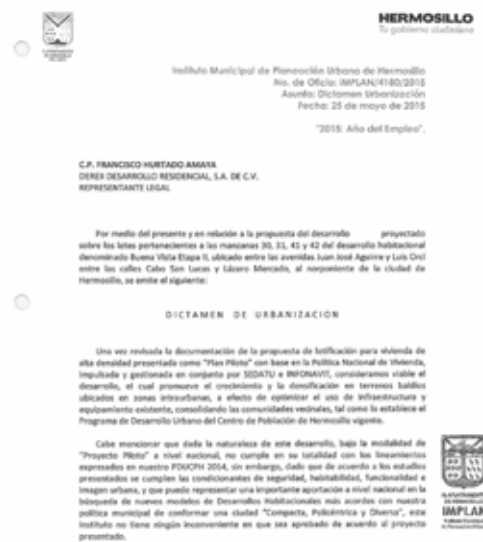 HERMOSILLO
Tu gobierno ciudadano
Instituto Municipal de Planeación Urbana de Hermosillo
No. de Oficio: IMPLAN/4180/2015
Asunto: Dictamen Urbanización
Fecha: 25 de mayo de 2015
"2015: Año del Empleo".
C.P. FRANCISCO HURTADO AMAYA
DEREX DESARROLLO RESIDENCIAL, S.A. DE C.V.
REPRESENTANTE LEGAL
Por medio del presente y en relación a la propuesta del desarrollo proyectado
sobre los lotes pertenecientes a las manzanas 30, 31, 41 y 42 del desarrollo habitacional
denominado Buena Vista Etapa II, ubicado entre las avenidas Juan José Aguirre y Luis Orci
entre las calles Cabo San Lucas y Lázaro Mercado, al norponiente de la ciudad de
Hermosillo, se emite el siguiente:
DICTAMEN DE URBANIZACION
Una vez revisada la documentación de la propuesta de lotificación para vivienda de
alta densidad presentada como "Plan Piloto" con base en la Política Nacional de Vivienda,
impulsada y gestionada en conjunto por SEDATU e INFONAVIT, consideramos viable el
desarrollo, el cual promueve el crecimiento y la densificación en terrenos baldíos
ubicados en zonas intraurbanas, a efecto de optimizar el uso de infraestructura y
equipamiento existente, consolidando las comunidades vecinales, tal como lo establece el
Programa de Desarrollo Urbano del Centro de Población de Hermosillo vigente.
Cabe mencionar que dada la naturaleza de este desarrollo, bajo la modalidad de
"Proyecto Piloto" a nivel nacional, no cumple en su totalidad con los lineamientos
expresados en nuestro PDUCPH 2014, sin embargo, dado que de acuerdo a los estudios
presentados se cumplen las condicionantes de seguridad, habitabilidad, funcionalidad e
imagen urbana, y que puede representar una importante aportación a nivel nacional en la
búsqueda de nuevos modelos de Desarrollos Habitacionales más acordes con nuestra
política municipal de conformar una ciudad "Compacta, Policéntrica y Diversa", este
Instituto no tiene ningún inconveniente en que sea aprobado de acuerdo al proyecto
presentado.
IMPLAN